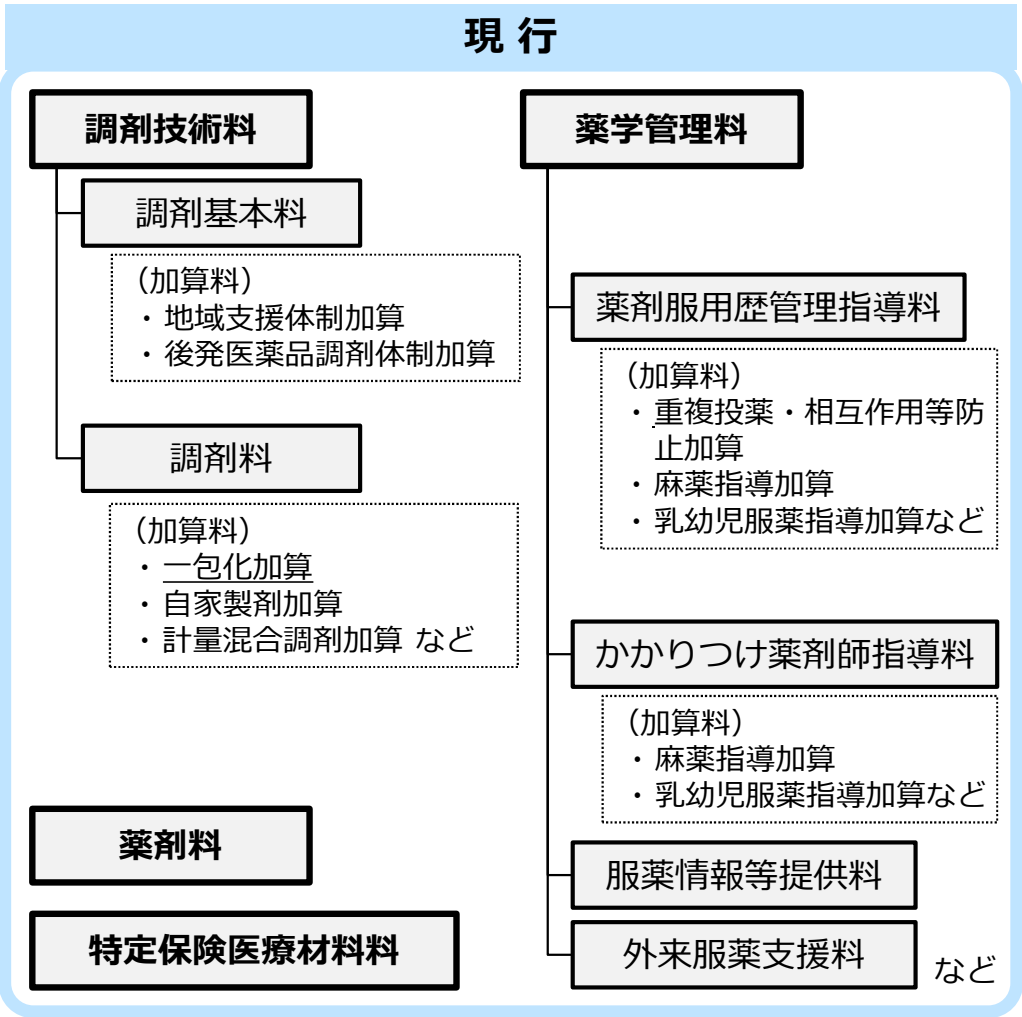 現 行
調剤技術料
調剤基本料
（加算料）
・地域支援体制加算
・後発医薬品調剤体制加算
調剤料
（加算料）
・一包化加算
・自家製剤加算
・計量混合調剤加算 など
薬剤料
特定保険医療材料料
薬学管理料
薬剤服用歴管理指導料
（加算料）
・重複投薬・相互作用等防
止加算
・麻薬指導加算
・乳幼児服薬指導加算など
かかりつけ薬剤師指導料
（加算料）
・麻薬指導加算
・乳幼児服薬指導加算など
服薬情報等提供料
外来服薬支援料
など